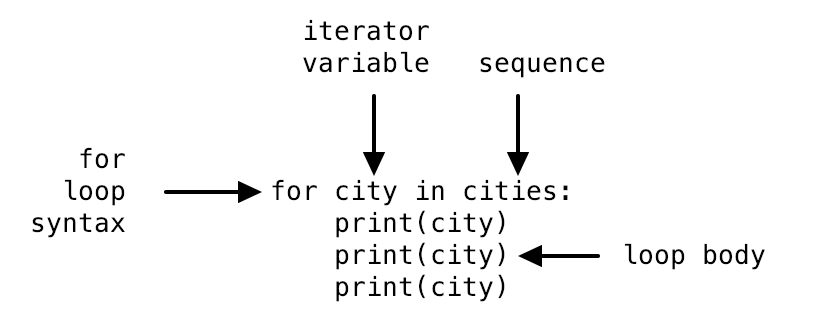 iterator
variable
sequence
for
loop
syntax
for city in cities:
print(city)
print(city)
print(city)
loop body